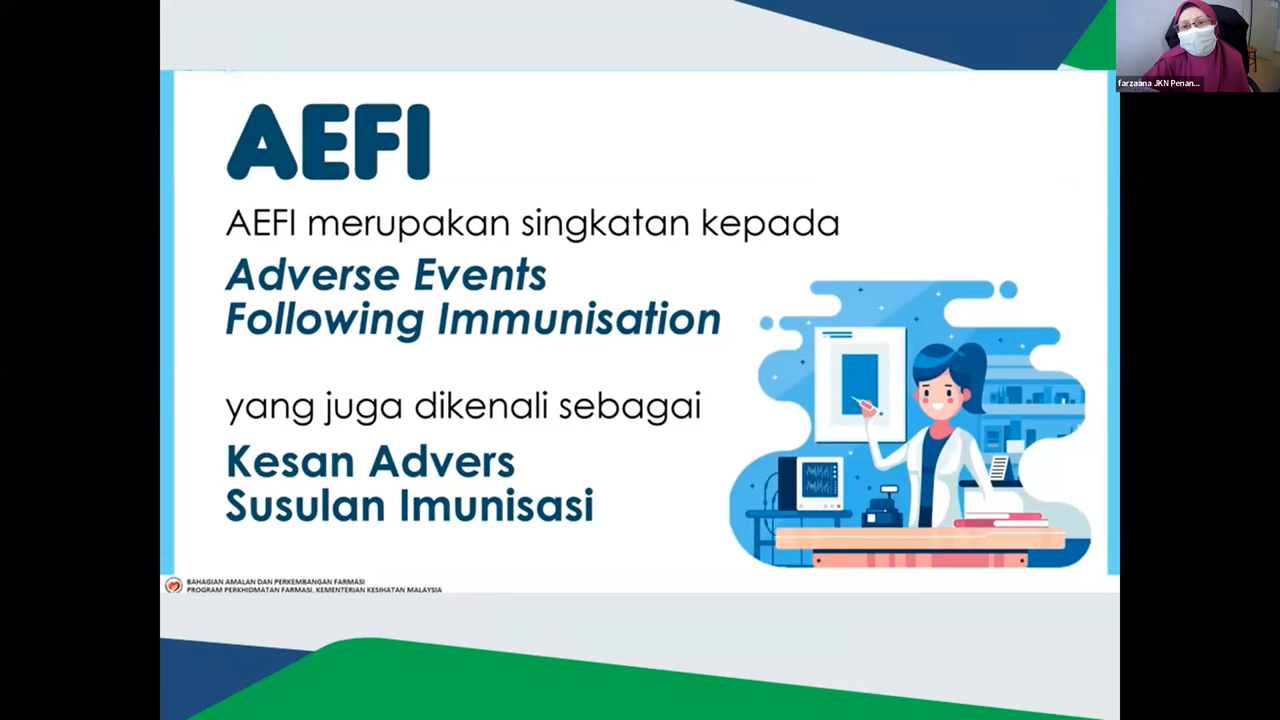 farzaana JKN Penan...
AEFI
AEFI merupakan singkatan kepada
Adverse Events
Following Immunisation
yang juga dikenali sebagai
Kesan Advers
Susulan Imunisasi
BAHAGIAN AMALAN DAN PERKEMBANGAN FARMASI
PROGRAM PERKHIDMATAN FARMASI, KEMENTERIAN KESIHATAN MALAYSIA